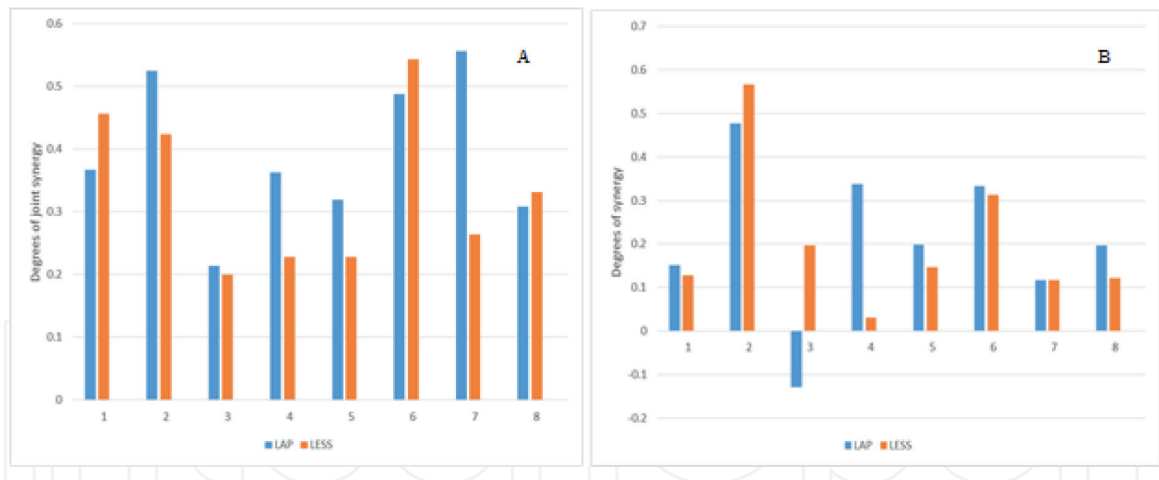 A
Degrees of joint synergy
0.6
0.5
0.4
0.3
0.2
0.1
0
1 2 3 4 5 6 7 8
LAP LESS
B
Degrees of synergy
0.7
0.6
0.5
0.4
0.3
0.2
0.1
0
-0.1
-0.2
1 2 3 4 5 6 7 8
LAP LESS